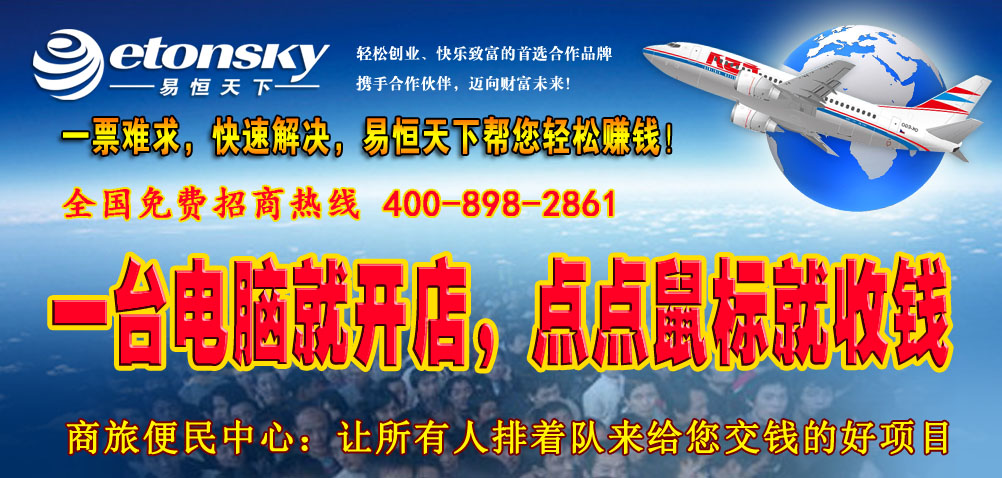 etonsky
易恒天下
轻松创业、快乐致富的首选合作品牌
携手合作伙伴，迈向财富未来！
一票难求，快速解决，易恒天下帮您轻松赚钱！
全国免费招商热线 400-898-2861
一台电脑就开店，点点鼠标就收钱
商旅便民中心：让所有人排着队来给您交钱的好项目